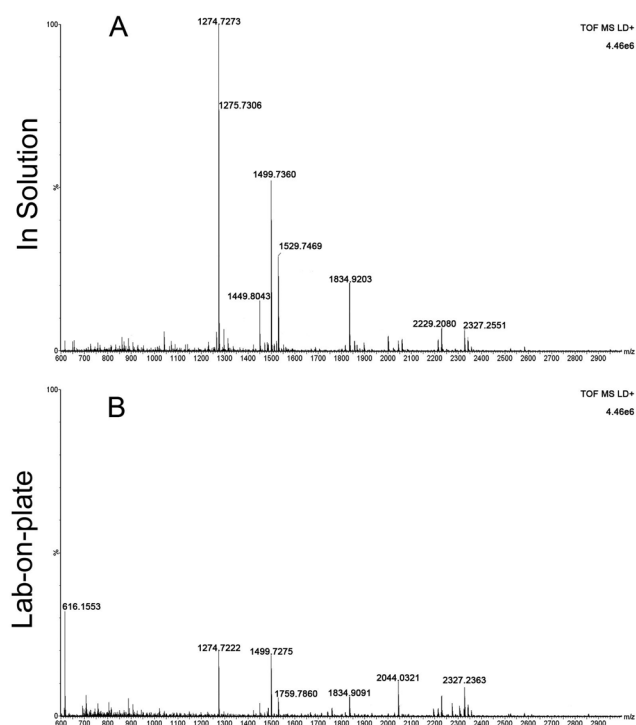 A
TOF MS LD+
4.46e6
In Solution
100
%
1274.7273
1275.7306
1499.7360
1529.7469
1449.8043
1834.9203
2229.2080
2327.2551
600 700 800 900 1000 1100 1200 1300 1400 1500 1600 1700 1800 1900 2000 2100 2200 2300 2400 2500 2600 2700 2800 2900 m/z
B
TOF MS LD+
4.46e6
Lab-on-plate
100
%
616.1553
1274.7222
1499.7275
1759.7860
1834.9091
2044.0321
2327.2363
600 700 800 900 1000 1100 1200 1300 1400 1500 1600 1700 1800 1900 2000 2100 2200 2300 2400 2500 2600 2700 2800 2900 m/z